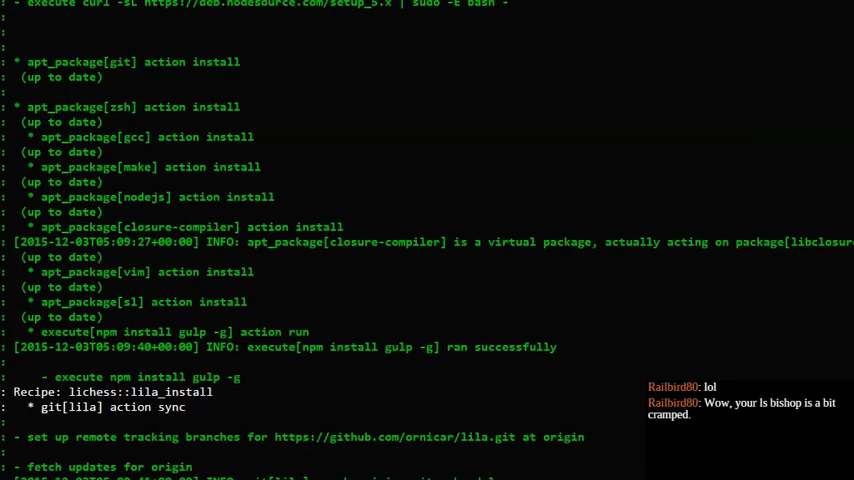 : - execute curl -sL https://deb.nodesource.com/setup_5.x | sudo -E bash -
:
:
:
: * apt_package[git] action install
: (up to date)
:
: * apt_package[zsh] action install
: (up to date)
: * apt_package[gcc] action install
: (up to date)
: * apt_package[make] action install
: (up to date)
: * apt_package[nodejs] action install
: (up to date)
: * apt_package[closure-compiler] action install
: [2015-12-03T05:09:27+00:00] INFO: apt_package[closure-compiler] is a virtual package, actually acting on package[libclosure
: (up to date)
: * apt_package[vim] action install
: (up to date)
: * apt_package[sl] action install
: (up to date)
: * execute[npm install gulp -g] action run
: [2015-12-03T05:09:40+00:00] INFO: execute[npm install gulp -g] ran successfully
:
: - execute npm install gulp -g
: Recipe: lichess::lila_install
: * git[lila] action sync
:
: - set up remote tracking branches for https://github.com/ornicar/lila.git at origin
:
: - fetch updates for origin
Railbird80: lol
Railbird80: Wow, your ls bishop is a bit
cramped.